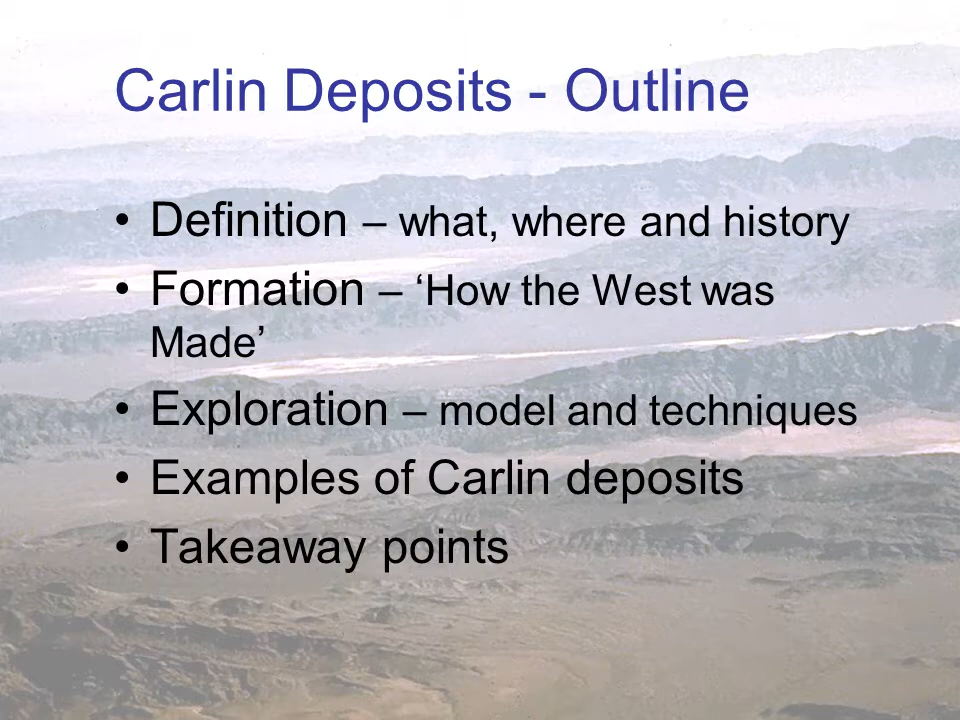 Carlin Deposits - Outline
• Definition – what, where and history
• Formation – ‘How the West was
Made’
• Exploration – model and techniques
• Examples of Carlin deposits
• Takeaway points